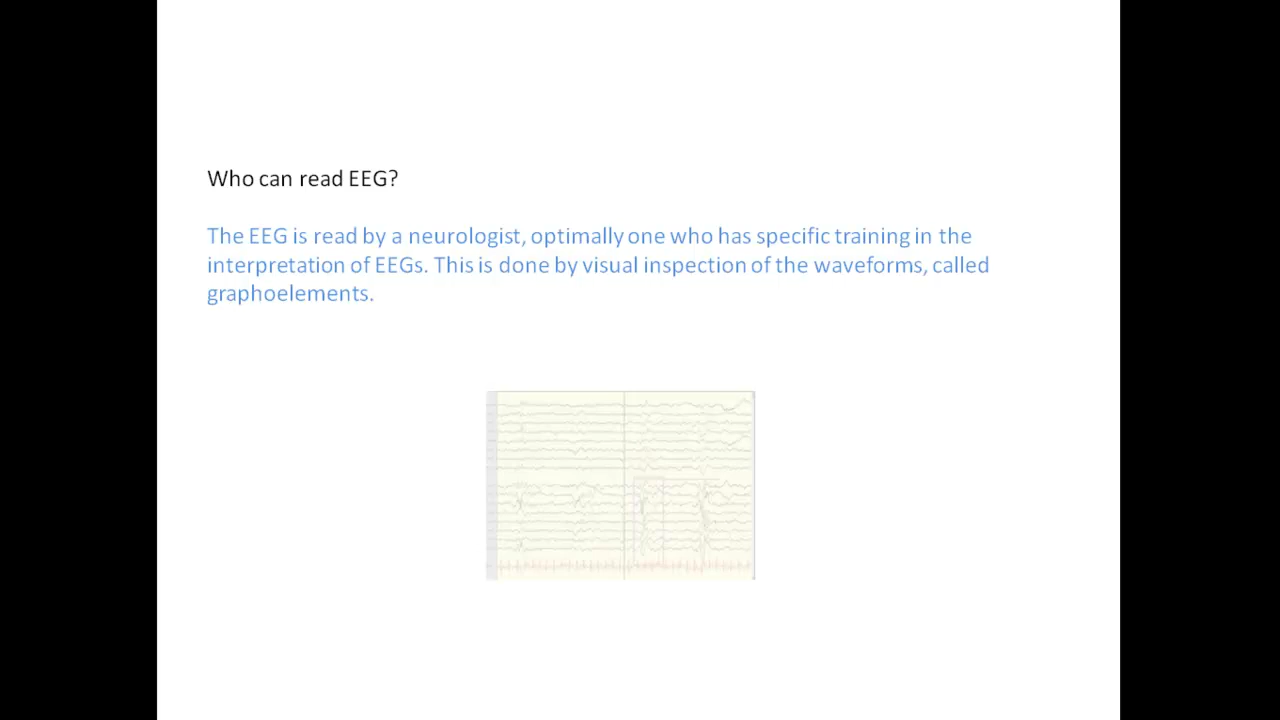 Who can read EEG?
The EEG is read by a neurologist, optimally one who has specific training in the
interpretation of EEGs. This is done by visual inspection of the waveforms, called
graphoelements.